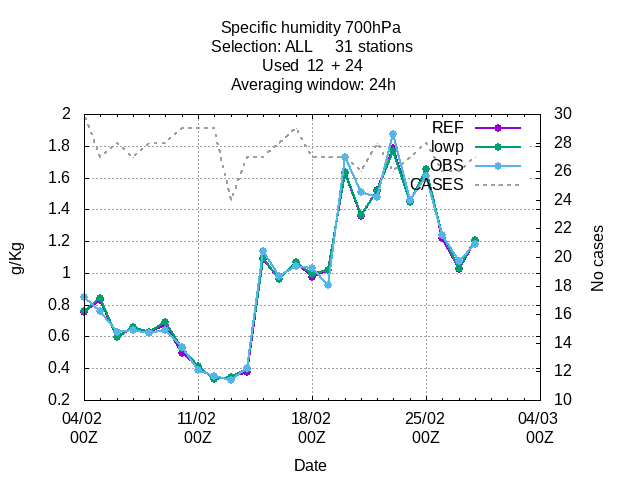 Specific humidity 700hPa
Selection: ALL 31 stations
Used 12 + 24
Averaging window: 24h
g/Kg
2
1.8
1.6
1.4
1.2
1
0.8
0.6
0.4
0.2
REF
lowp
OBS
CASES
30
28
26
24
22
20
18
16
14
12
10
No cases
04/02 11/02 18/02 25/02 04/03
00Z 00Z 00Z 00Z 00Z
Date